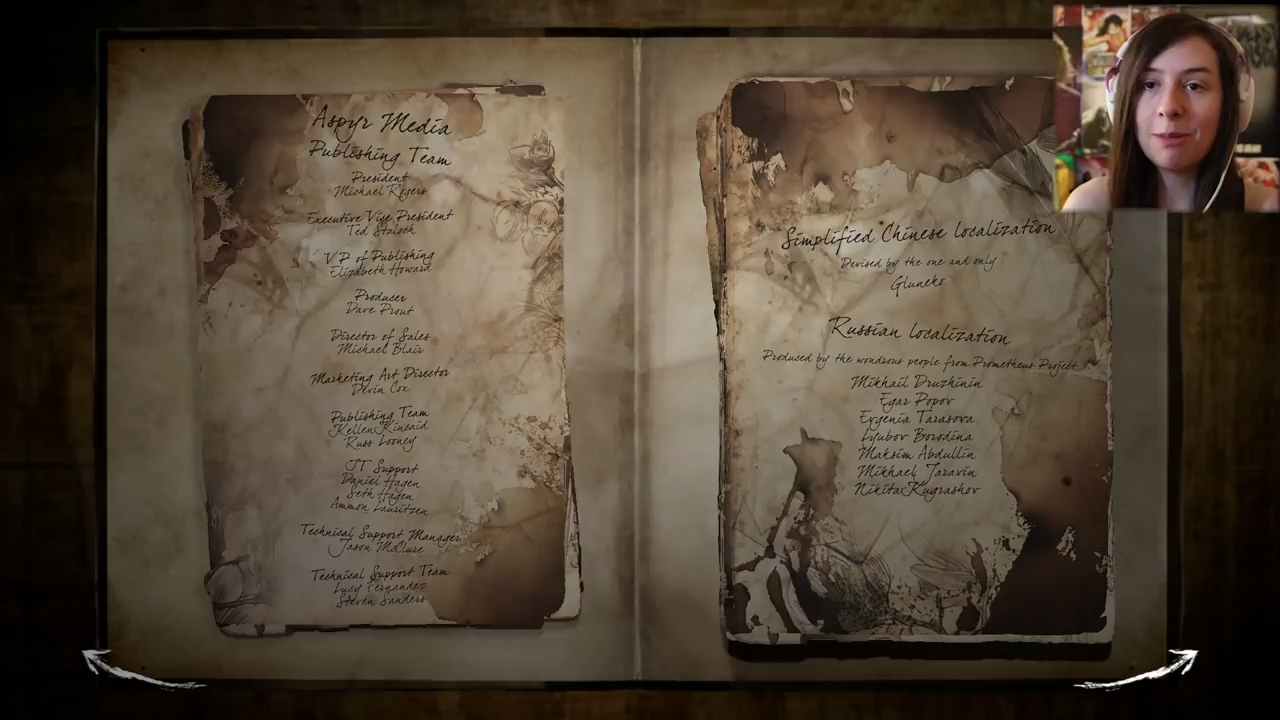 Aspyr Media
Publishing Team
President
Michael Rogers
Executive Vice President
Ted Staloch
VP of Publishing
Elizabeth Howard
Producer
Dave Prout
Director of Sales
Michael Blair
Marketing Art Director
Devin Cox
Publishing Team
Kellen Kincaid
Russ Looney
IT Support
Daniel Hagen
Seth Hagen
Ammon Lauritzen
Technical Support Manager
Jason McClure
Technical Support Team
Lucy Fernandez
Steven Sanders
Simplified Chinese localization
Devised by the one and only
Gluneko
Russian localization
Produced by the wondrous people from Prometheus Project
Mikhail Druzhinin
Egar Popov
Evgenia Tarasova
Lyubov Borodina
Maksim Abdullin
Mikhael Taravin
Nikita Kugrashov